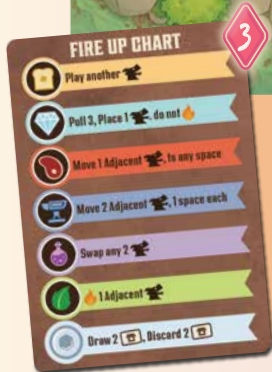 3
FIRE UP CHART
Play another
Pull 3, Place 1, do not
Move 1 Adjacent, to any space
Move 2 Adjacent, 1 space each
Swap any 2
1 Adjacent
Draw 2, Discard 2